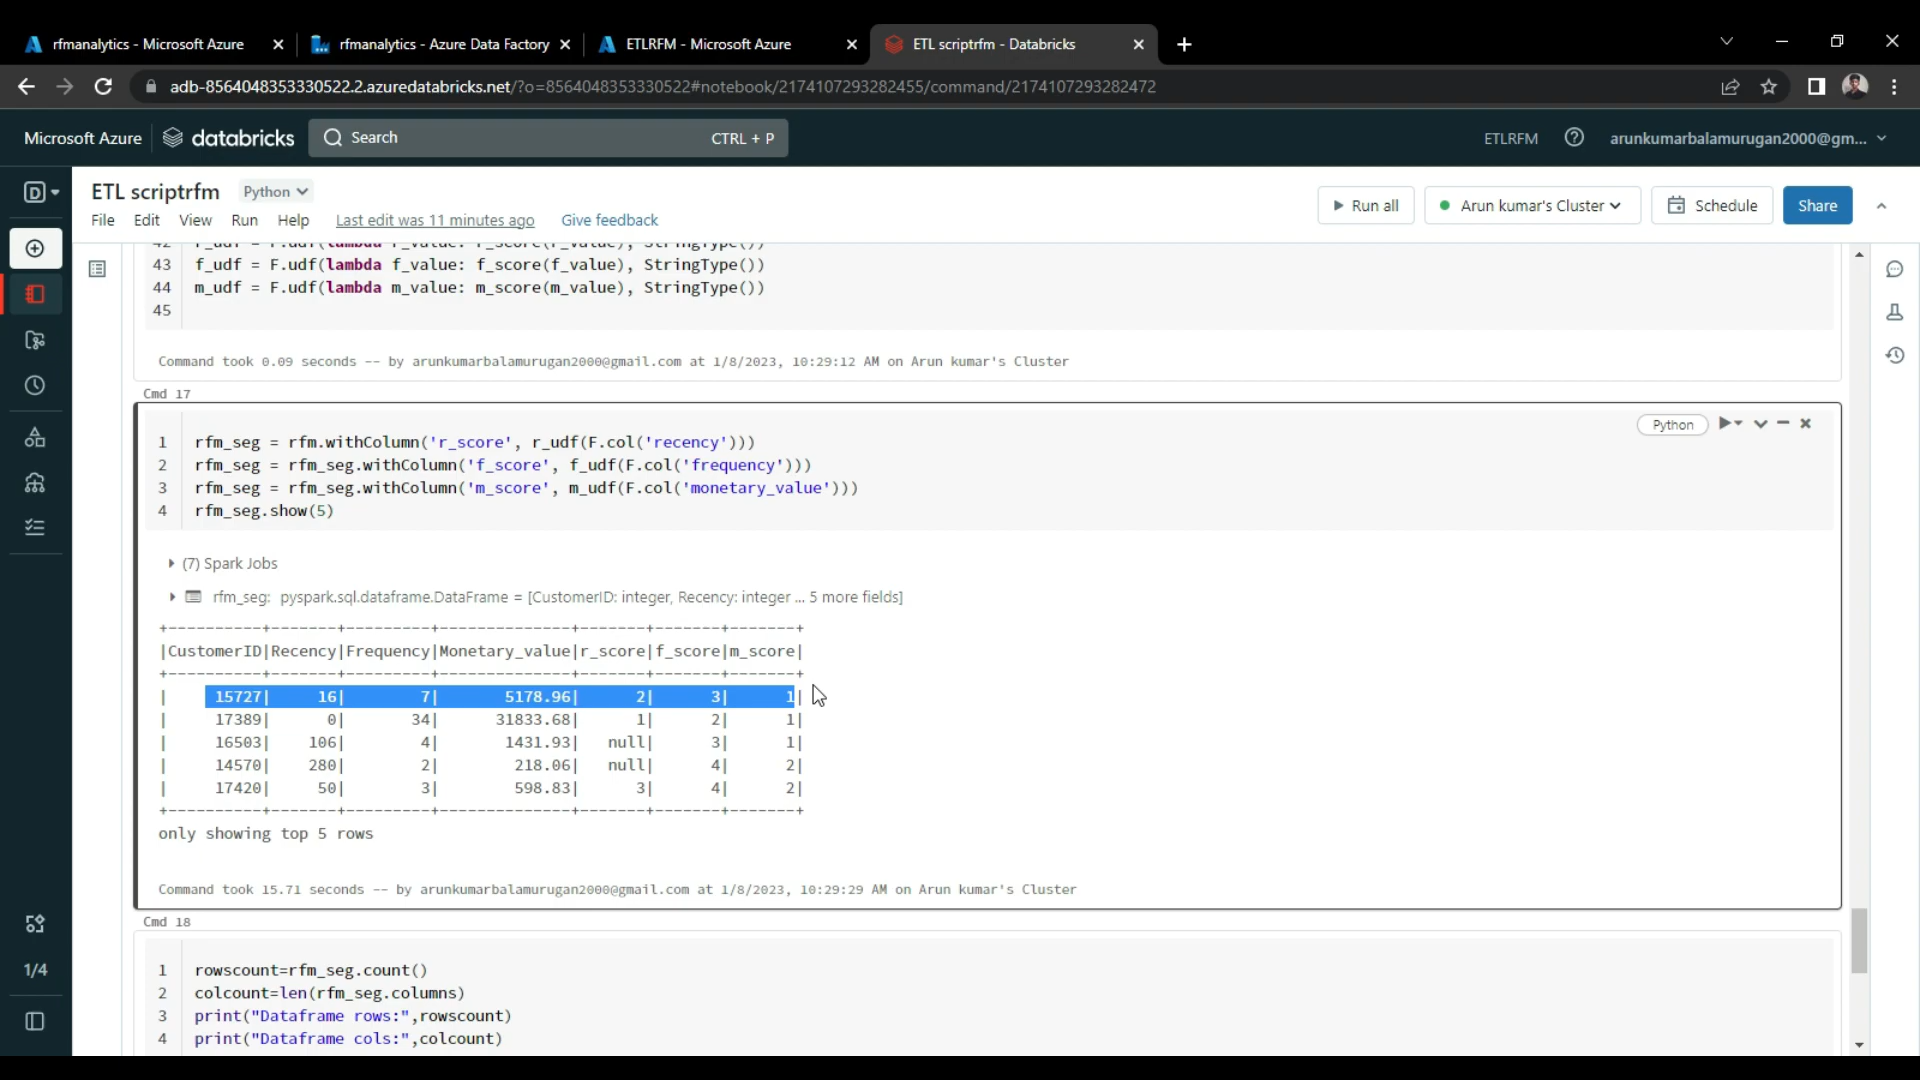 rfmanalytics - Microsoft Azure
rfmanalytics - Azure Data Factory
ETLRFM - Microsoft Azure
ETL scriptrfm - Databricks
adb-8564048353330522.2.azuredatabricks.net/?o=8564048353330522#notebook/2174107293282455/command/2174107293282472
Microsoft Azure
databricks
Search
CTRL + P
ETLRFM
arunkumarbalamurugan2000@gm...
D
ETL scriptrfm
Python
File Edit View Run Help Last edit was 11 minutes ago Give feedback
Run all
Arun kumar's Cluster
Schedule
Share
42 r_udf = F.udf(lambda r_value: r_score(r_value), StringType())
43 f_udf = F.udf(lambda f_value: f_score(f_value), StringType())
44 m_udf = F.udf(lambda m_value: m_score(m_value), StringType())
45
Command took 0.09 seconds -- by arunkumarbalamurugan2000@gmail.com at 1/8/2023, 10:29:12 AM on Arun kumar's Cluster
Cmd 17
Python
1 rfm_seg = rfm.withColumn('r_score', r_udf(F.col('recency')))
2 rfm_seg = rfm_seg.withColumn('f_score', f_udf(F.col('frequency')))
3 rfm_seg = rfm_seg.withColumn('m_score', m_udf(F.col('monetary_value')))
4 rfm_seg.show(5)
(7) Spark Jobs
rfm_seg: pyspark.sql.dataframe.DataFrame = [CustomerID: integer, Recency: integer ... 5 more fields]
+----------+-------+---------+--------------+-------+-------+-------+
|CustomerID|Recency|Frequency|Monetary_value|r_score|f_score|m_score|
+----------+-------+---------+--------------+-------+-------+-------+
|     15727|     16|        7|       5178.96|      2|      3|      1|
|     17389|      0|       34|      31833.68|      1|      2|      1|
|     16503|    106|        4|       1431.93|   null|      3|      1|
|     14570|    280|        2|        218.06|   null|      4|      2|
|     17420|     50|        3|        598.83|      3|      4|      2|
+----------+-------+---------+--------------+-------+-------+-------+
only showing top 5 rows
Command took 15.71 seconds -- by arunkumarbalamurugan2000@gmail.com at 1/8/2023, 10:29:29 AM on Arun kumar's Cluster
Cmd 18
1 rowscount=rfm_seg.count()
2 colcount=len(rfm_seg.columns)
3 print("Dataframe rows:",rowscount)
4 print("Dataframe cols:",colcount)
1/4